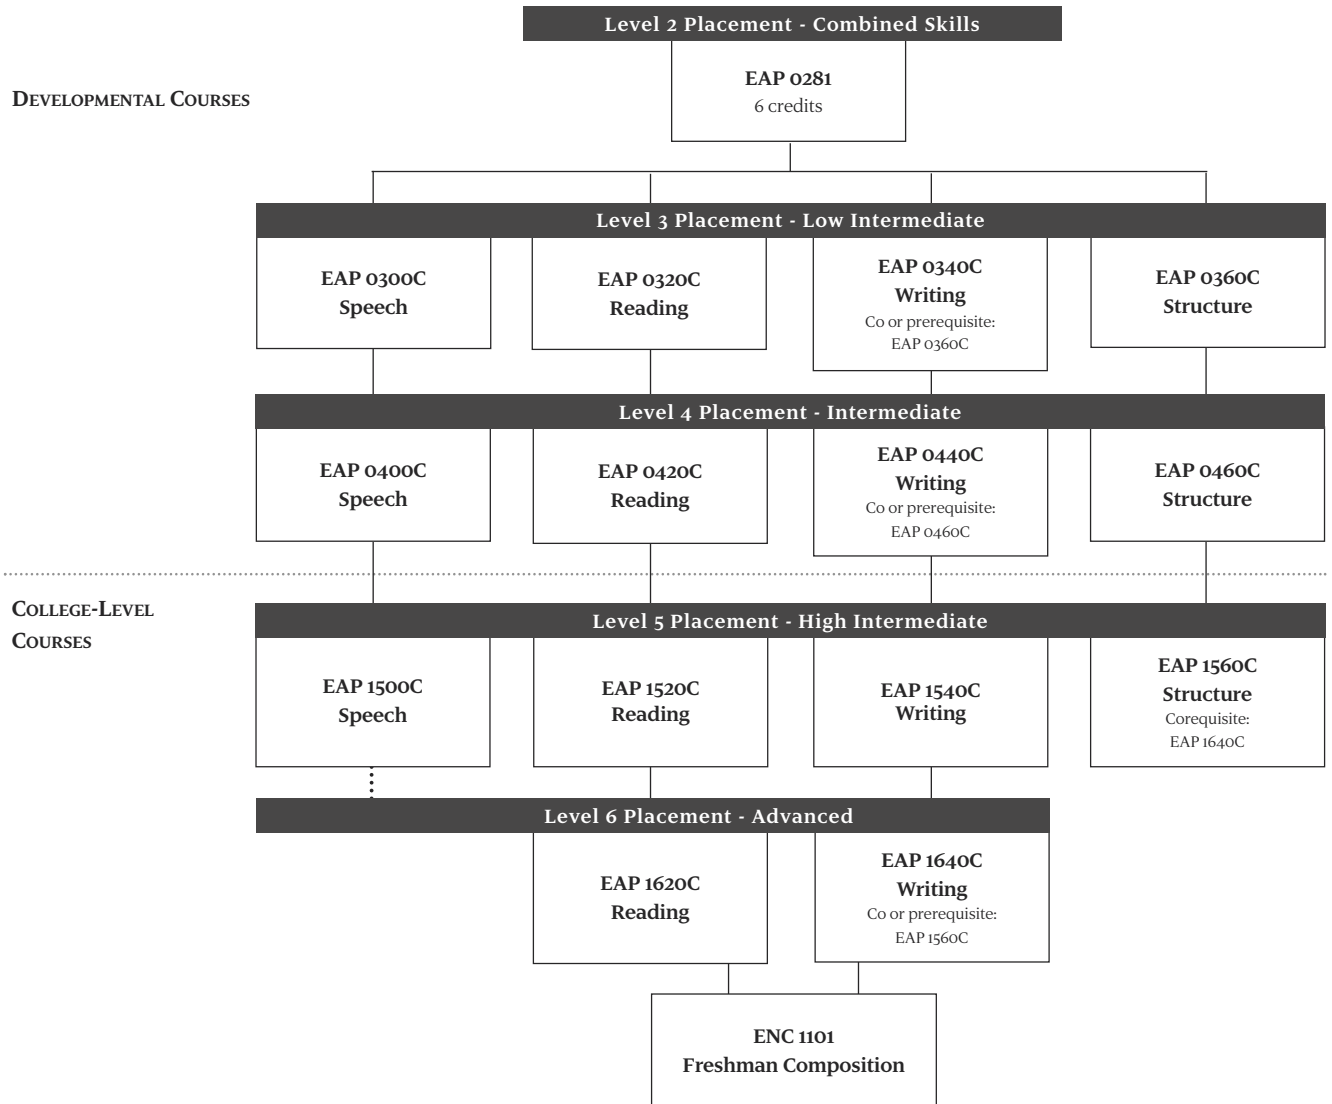 Level 2 Placement - Combined Skills
EAP 0281
6 credits
Developmental Courses
Level 3 Placement - Low Intermediate
EAP 0300C
Speech
EAP 0320C
Reading
EAP 0340C
Writing
Co or prerequisite:
EAP 0360C
EAP 0360C
Structure
Level 4 Placement - Intermediate
EAP 0400C
Speech
EAP 0420C
Reading
EAP 0440C
Writing
Co or prerequisite:
EAP 0460C
EAP 0460C
Structure
College-Level
Courses
Level 5 Placement - High Intermediate
EAP 1500C
Speech
EAP 1520C
Reading
EAP 1540C
Writing
EAP 1560C
Structure
Corequisite:
EAP 1640C
Level 6 Placement - Advanced
EAP 1620C
Reading
EAP 1640C
Writing
Co or prerequisite:
EAP 1560C
ENC 1101
Freshman Composition